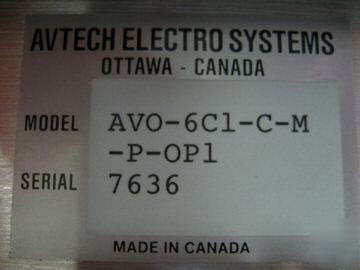 AVTECH ELECTRO SYSTEMS
OTTAWA - CANADA
MODEL AVO-6C1-C-M
-P-OP1
SERIAL 7636
MADE IN CANADA